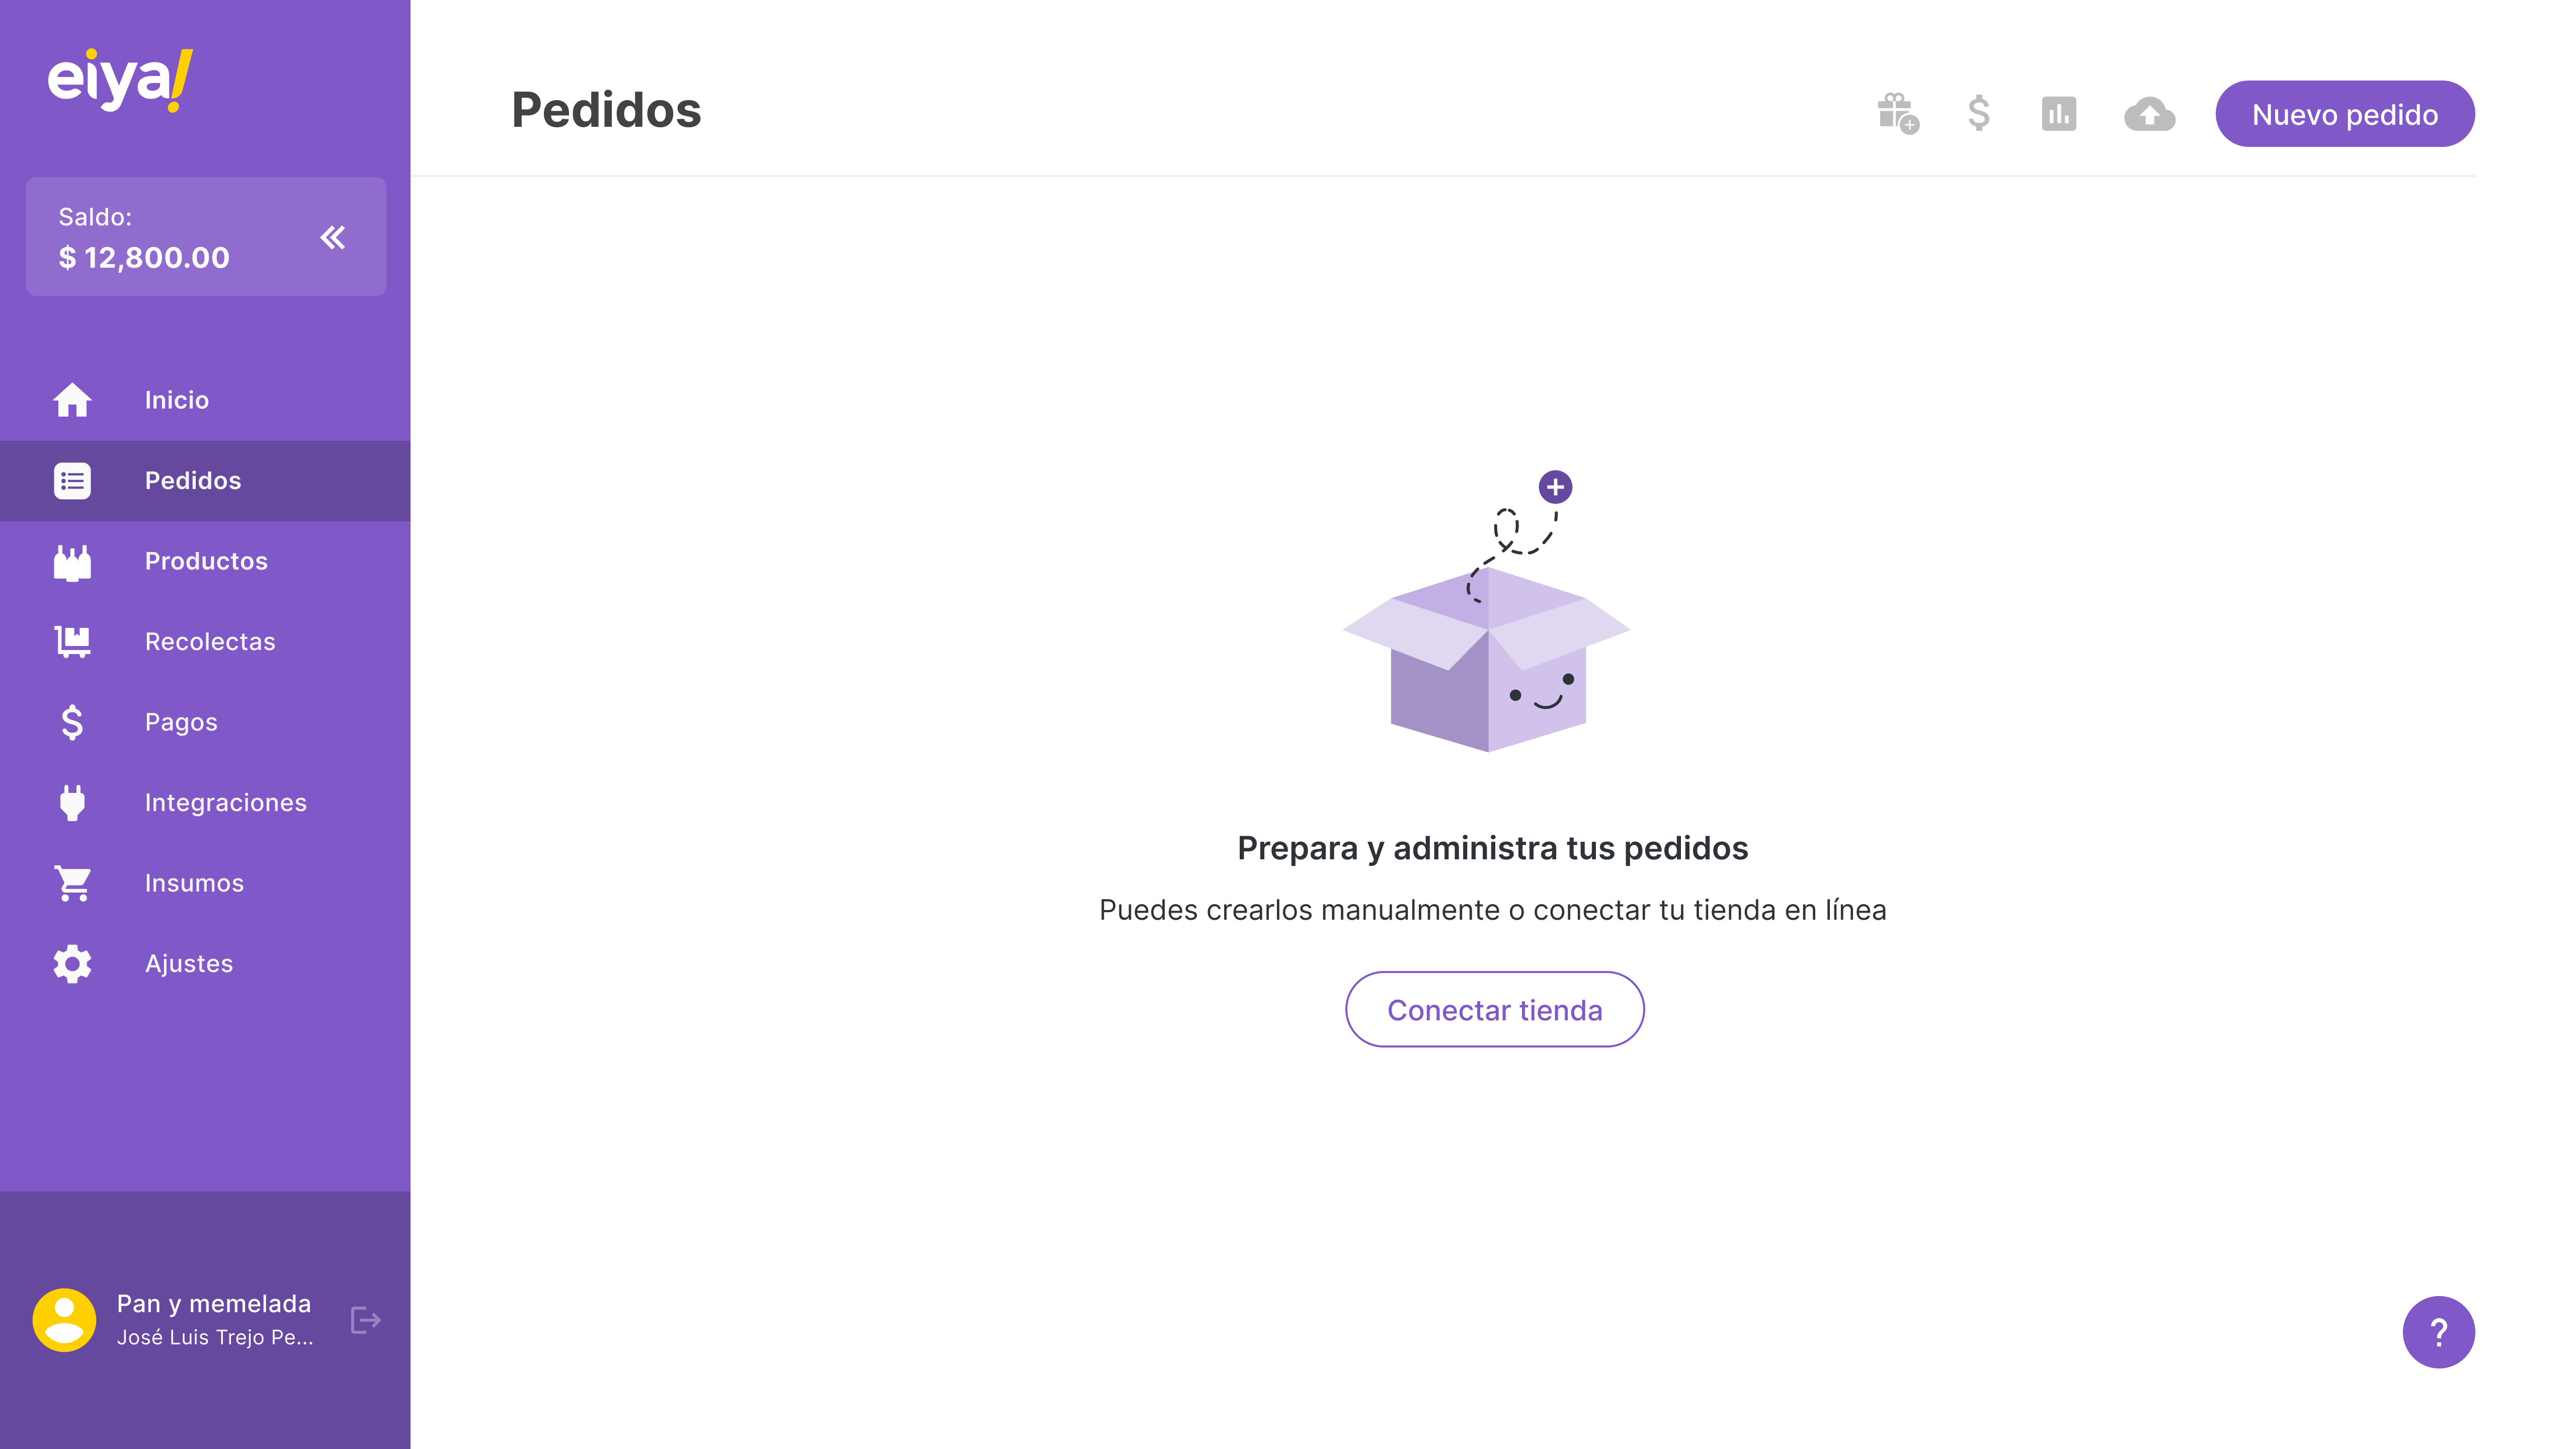 eiya!
Saldo:
$ 12,800.00
Inicio
Pedidos
Productos
Recolectas
Pagos
Integraciones
Insumos
Ajustes
Pan y memelada
José Luis Trejo Pe...
Pedidos
Nuevo pedido
Prepara y administra tus pedidos
Puedes crearlos manualmente o conectar tu tienda en línea
Conectar tienda
?